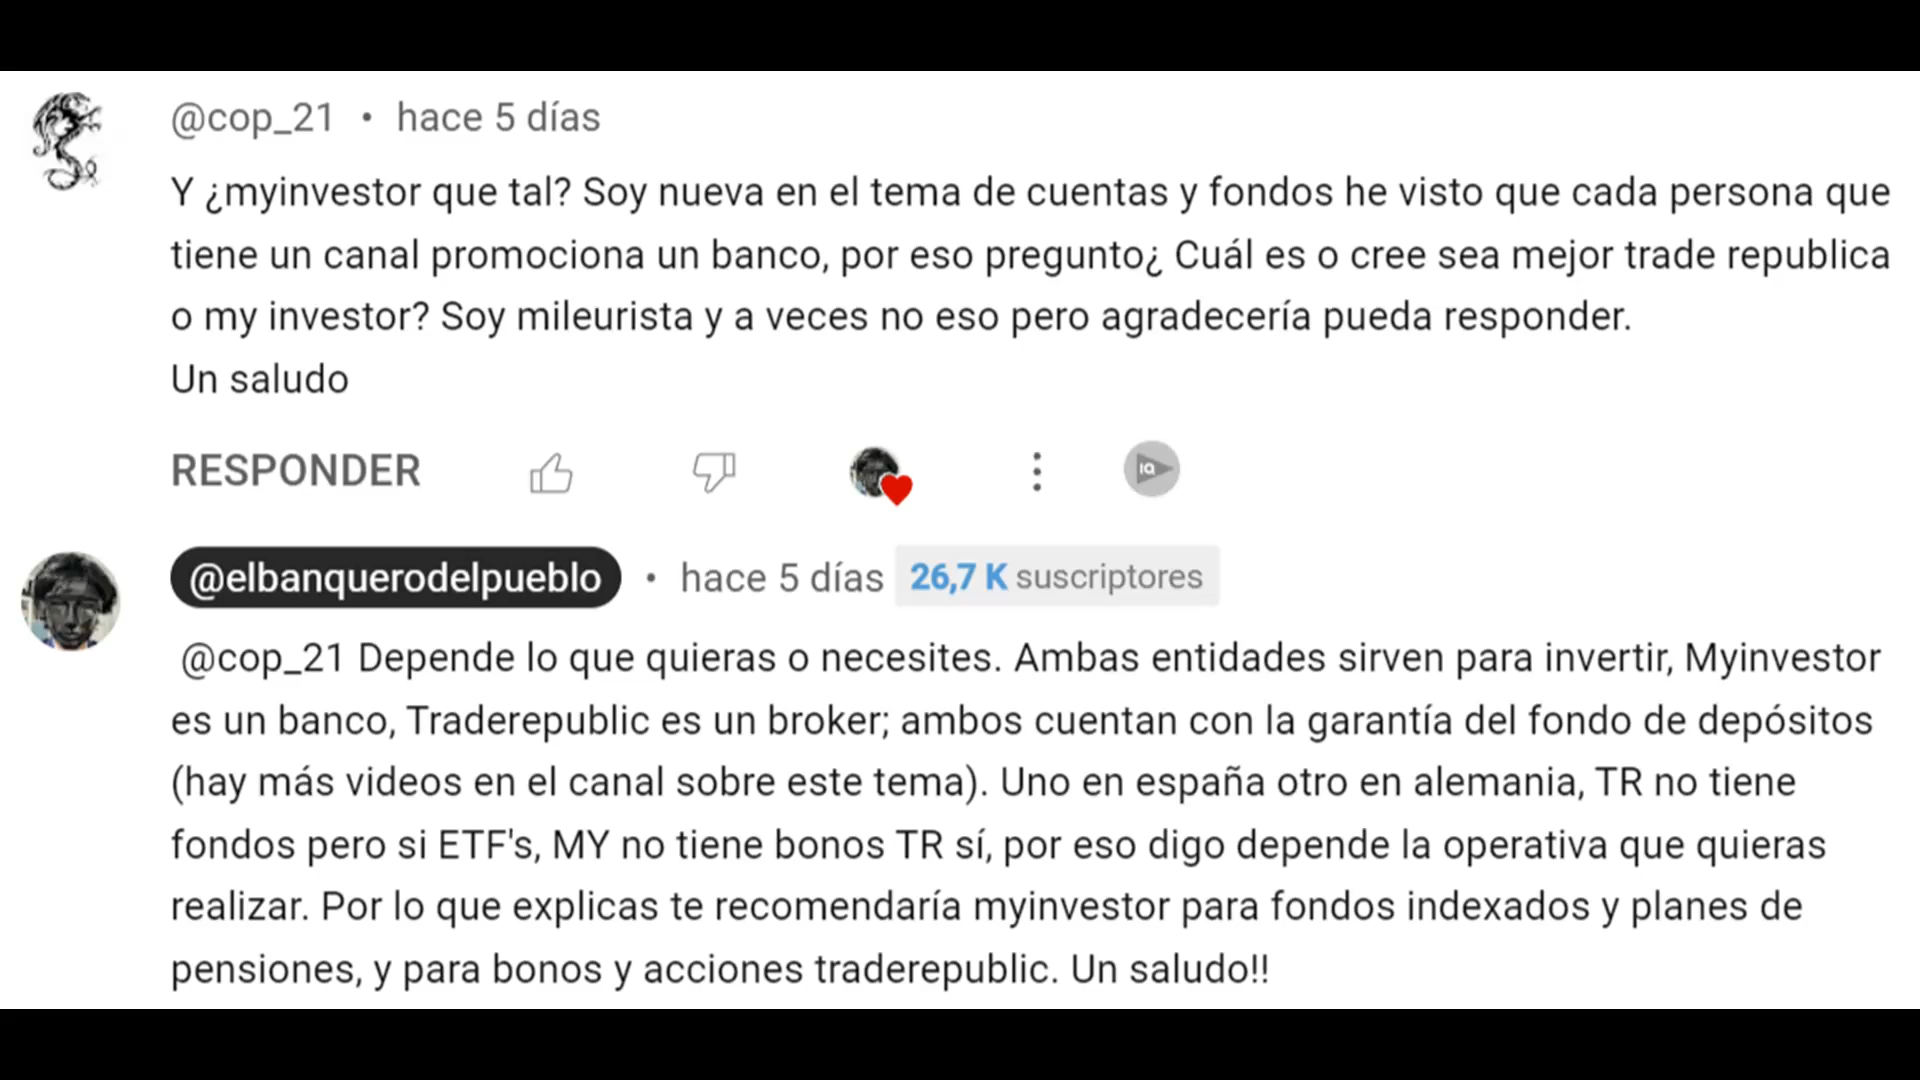 @cop_21 • hace 5 días
Y ¿myinvestor que tal? Soy nueva en el tema de cuentas y fondos he visto que cada persona que
tiene un canal promociona un banco, por eso pregunto¿ Cuál es o cree sea mejor trade republica
o my investor? Soy mileurista y a veces no eso pero agradecería pueda responder.
Un saludo
RESPONDER
IQ
@elbanquerodelpueblo • hace 5 días 26,7 K suscriptores
@cop_21 Depende lo que quieras o necesites. Ambas entidades sirven para invertir, Myinvestor
es un banco, Traderepublic es un broker; ambos cuentan con la garantía del fondo de depósitos
(hay más videos en el canal sobre este tema). Uno en españa otro en alemania, TR no tiene
fondos pero si ETF's, MY no tiene bonos TR sí, por eso digo depende la operativa que quieras
realizar. Por lo que explicas te recomendaría myinvestor para fondos indexados y planes de
pensiones, y para bonos y acciones traderepublic. Un saludo!!